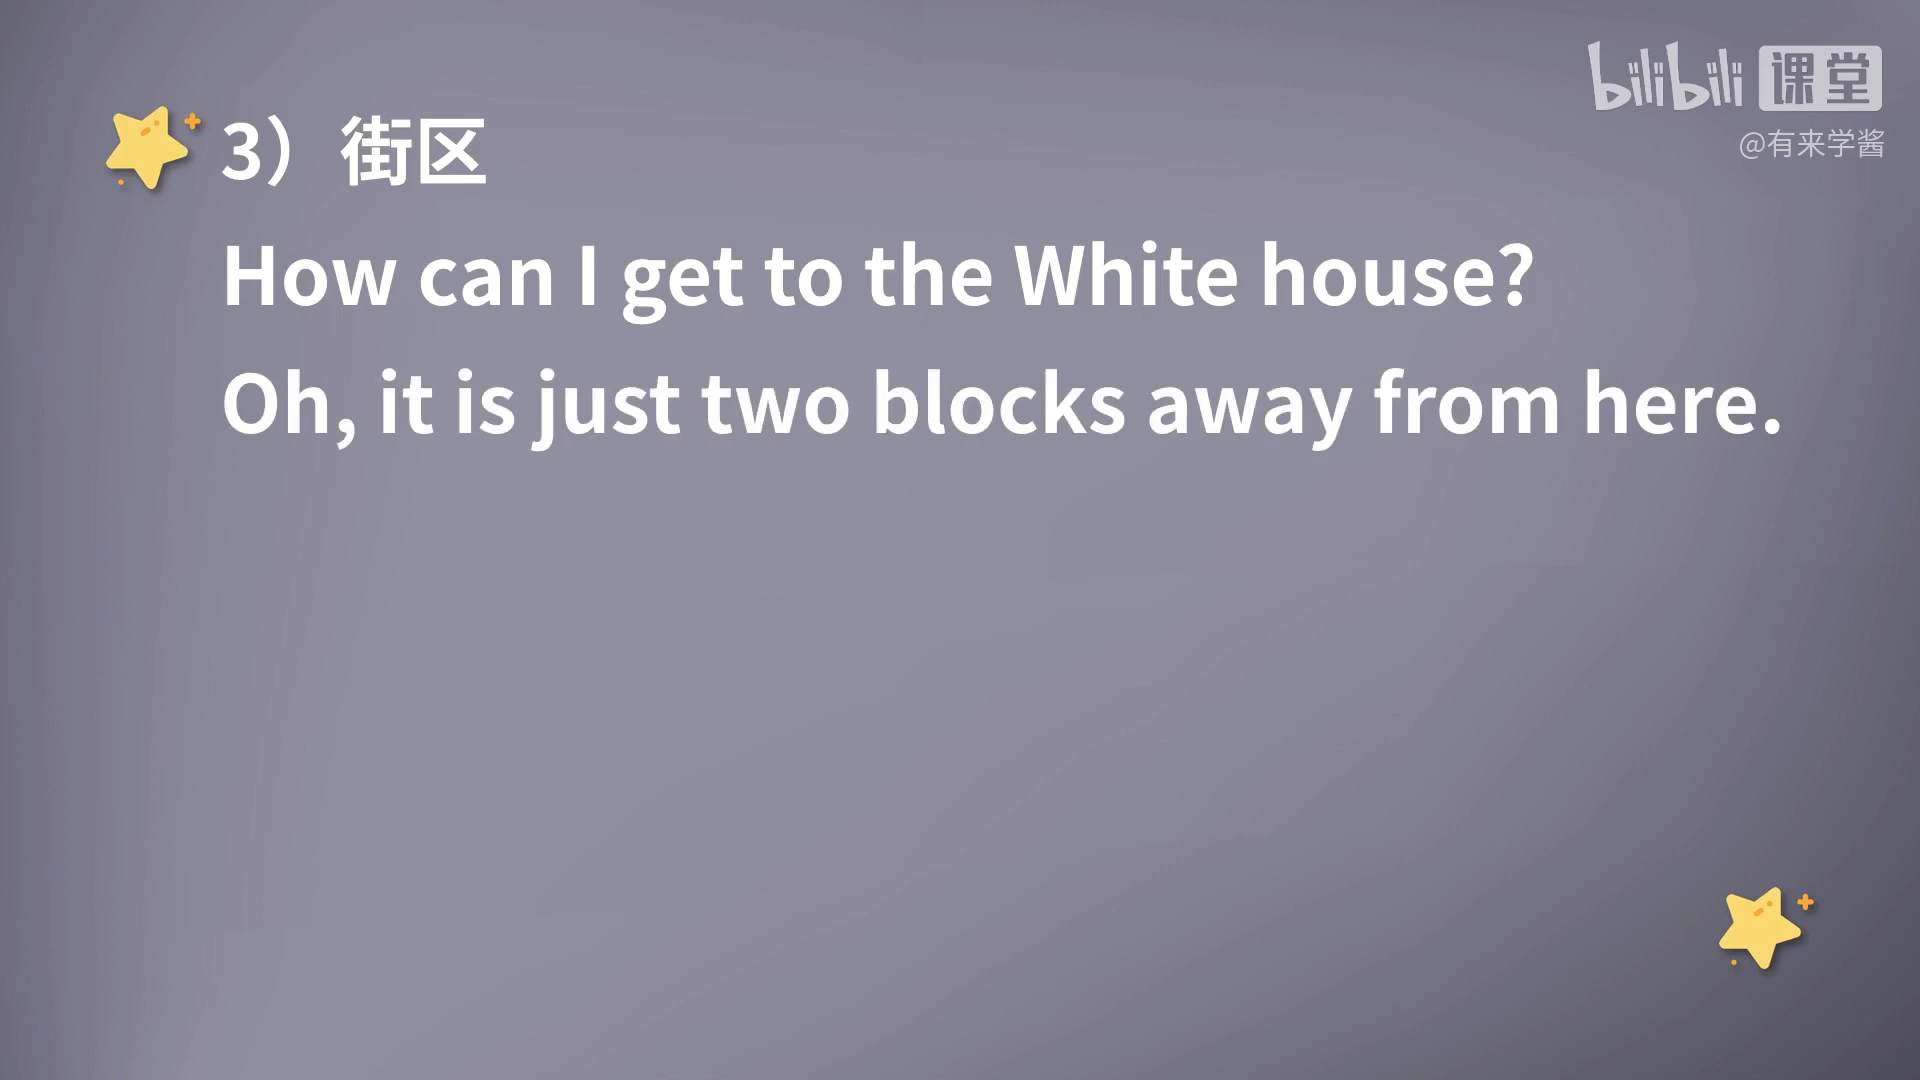 bilibili 课堂
@有来学酱
3）街区
How can I get to the White house?
Oh, it is just two blocks away from here.